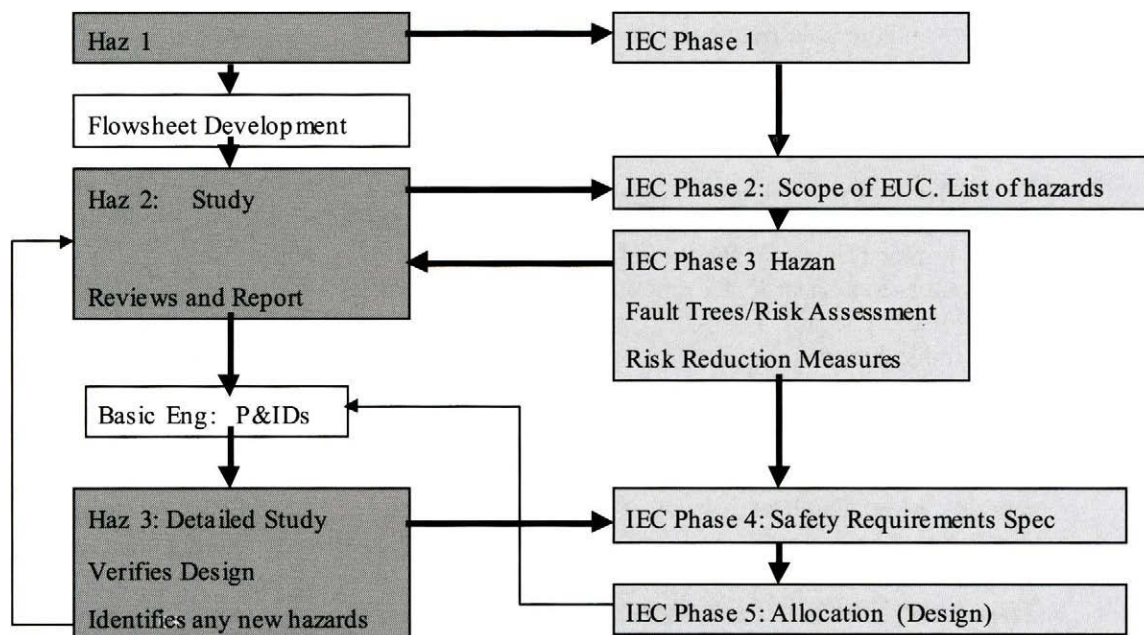 Haz 1
IEC Phase 1
Flowsheet Development
Haz 2: Study
IEC Phase 2: Scope of EUC. List of hazards
Reviews and Report
IEC Phase 3 Hazan
Fault Trees/Risk Assessment
Risk Reduction Measures
Basic Eng: P&IDs
Haz 3: Detailed Study
Verifies Design
Identifies any new hazards
IEC Phase 4: Safety Requirements Spec
IEC Phase 5: Allocation (Design)